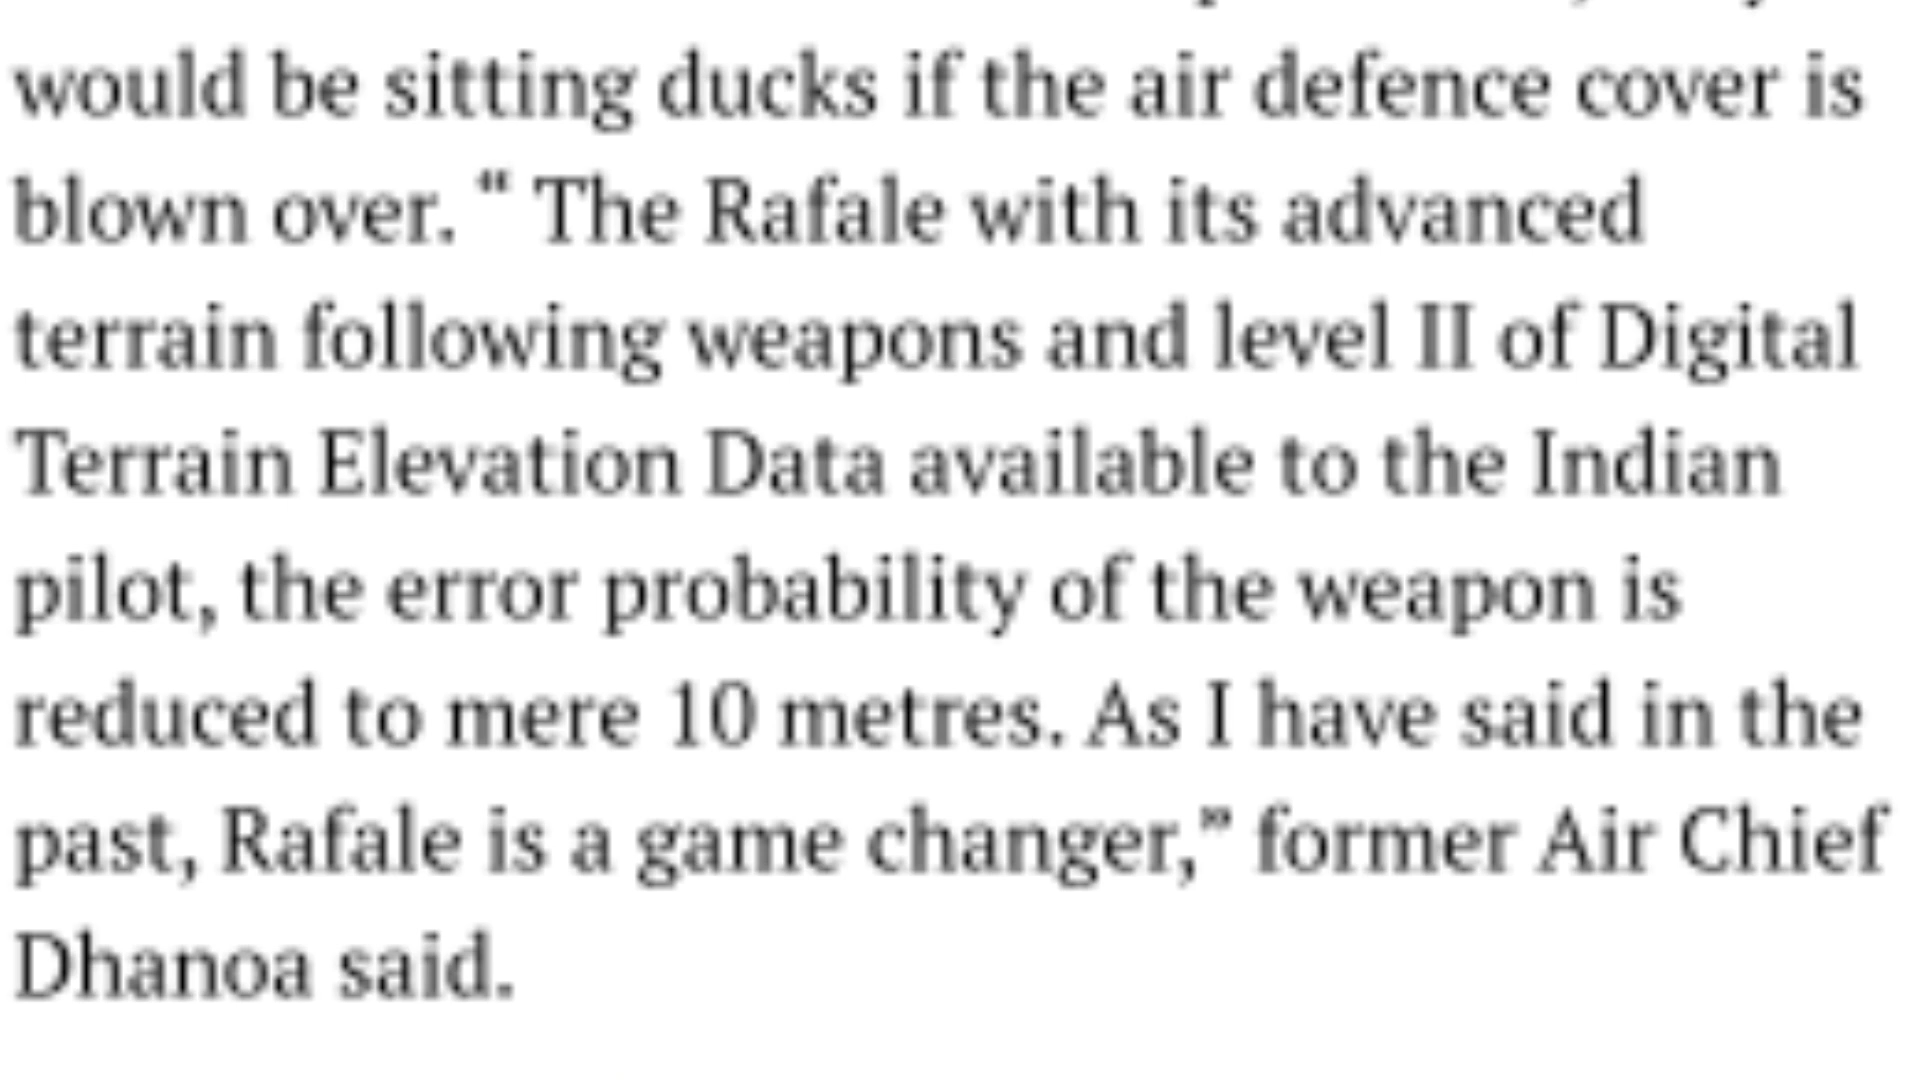 would be sitting ducks if the air defence cover is
blown over. “ The Rafale with its advanced
terrain following weapons and level II of Digital
Terrain Elevation Data available to the Indian
pilot, the error probability of the weapon is
reduced to mere 10 metres. As I have said in the
past, Rafale is a game changer,” former Air Chief
Dhanoa said.